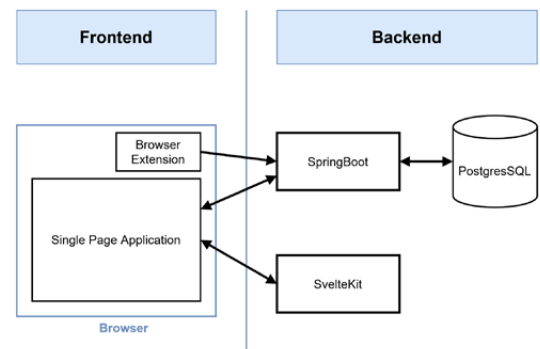 Frontend
Backend
Browser
Extension
SpringBoot
PostgresSQL
Single Page Application
SvelteKit
Browser